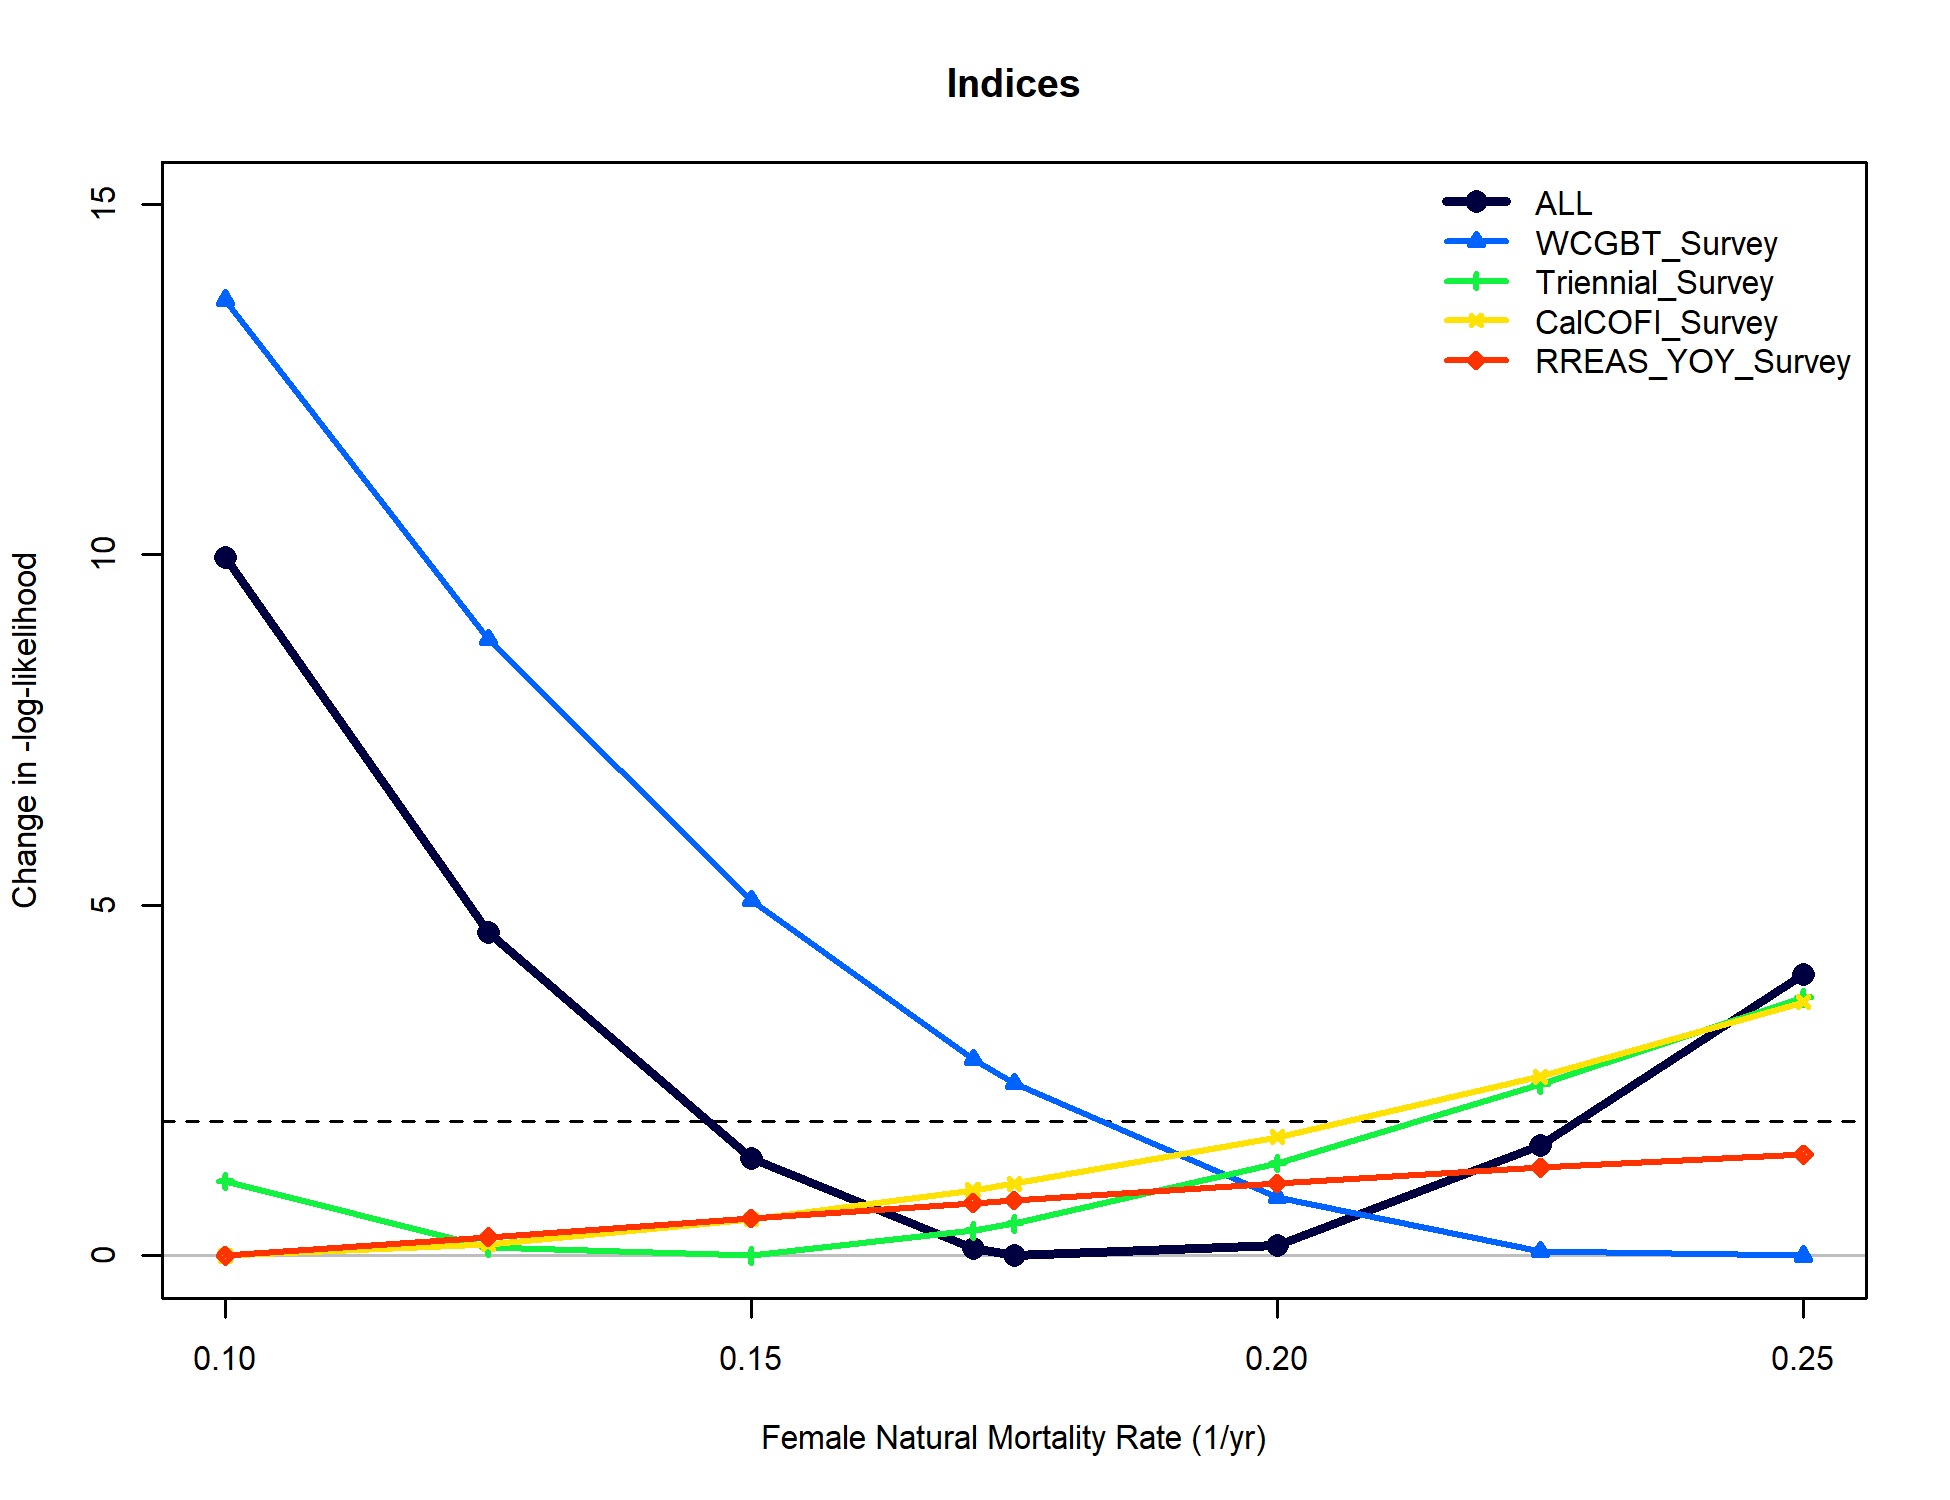 Indices
Change in -log-likelihood
15
10
5
0
ALL
WCGBT_Survey
Triennial_Survey
CalCOFI_Survey
RREAS_YOY_Survey
0.10 0.15 0.20 0.25
Female Natural Mortality Rate (1/yr)